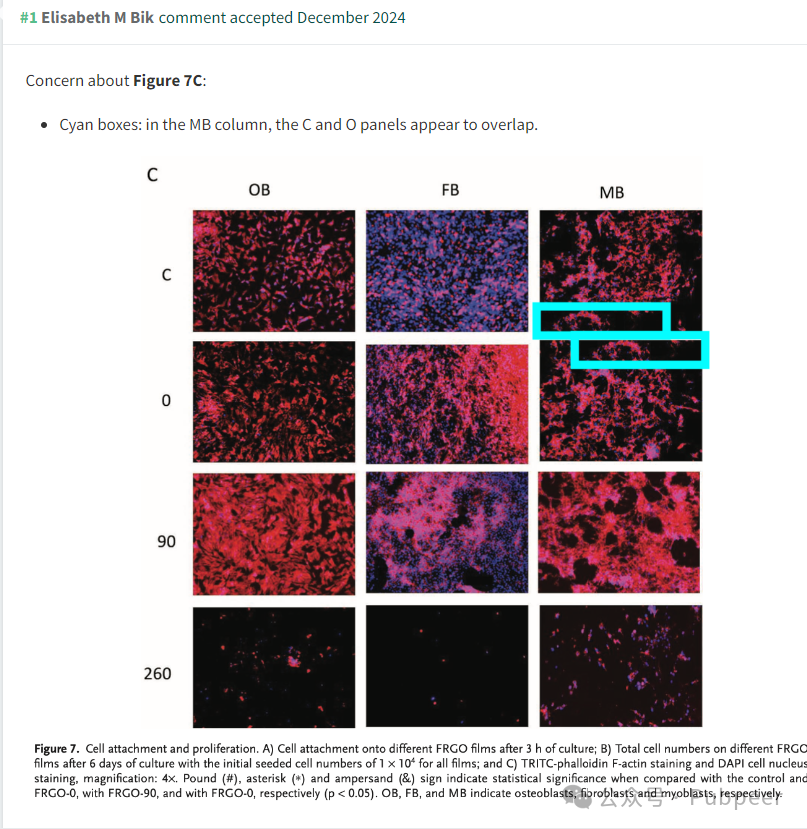 #1 Elisabeth M Bik comment accepted December 2024
Concern about Figure 7C:
• Cyan boxes: in the MB column, the C and O panels appear to overlap.
C
OB FB MB
C
0
90
260
Figure 7. Cell attachment and proliferation. A) Cell attachment onto different FRGO films after 3 h of culture; B) Total cell numbers on different FRGO
films after 6 days of culture with the initial seeded cell numbers of 1 × 10⁴ for all films; and C) TRITC-phalloidin F-actin staining and DAPI cell nucleus
staining, magnification: 4x. Pound (#), asterisk (*) and ampersand (&) sign indicate statistical significance when compared with the control and
FRGO-0, with FRGO-90, and with FRGO-0, respectively (p < 0.05). OB, FB, and MB indicate osteoblasts, fibroblasts and myoblasts, respectively.
公众号 · Pubpeer